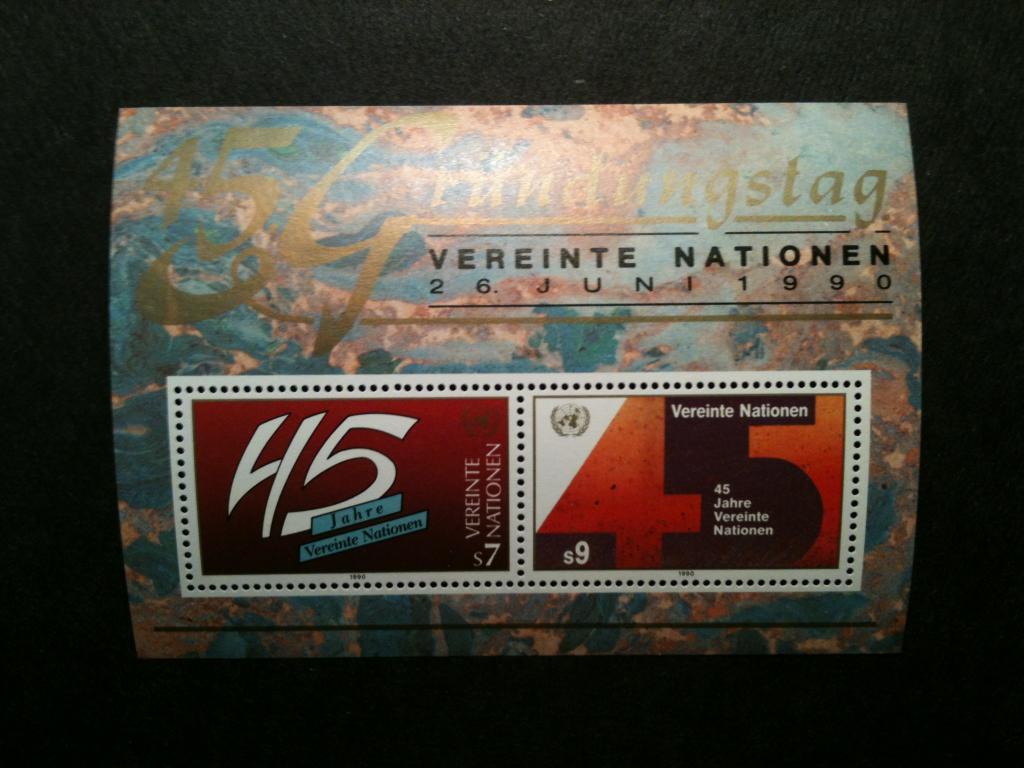 45 Gründungstag
VEREINTE NATIONEN
26. JUNI 1990
45
Jahre
Vereinte Nationen
VEREINTE
NATIONEN
s7
1990
Vereinte Nationen
45
45
Jahre
Vereinte
Nationen
s9
1990